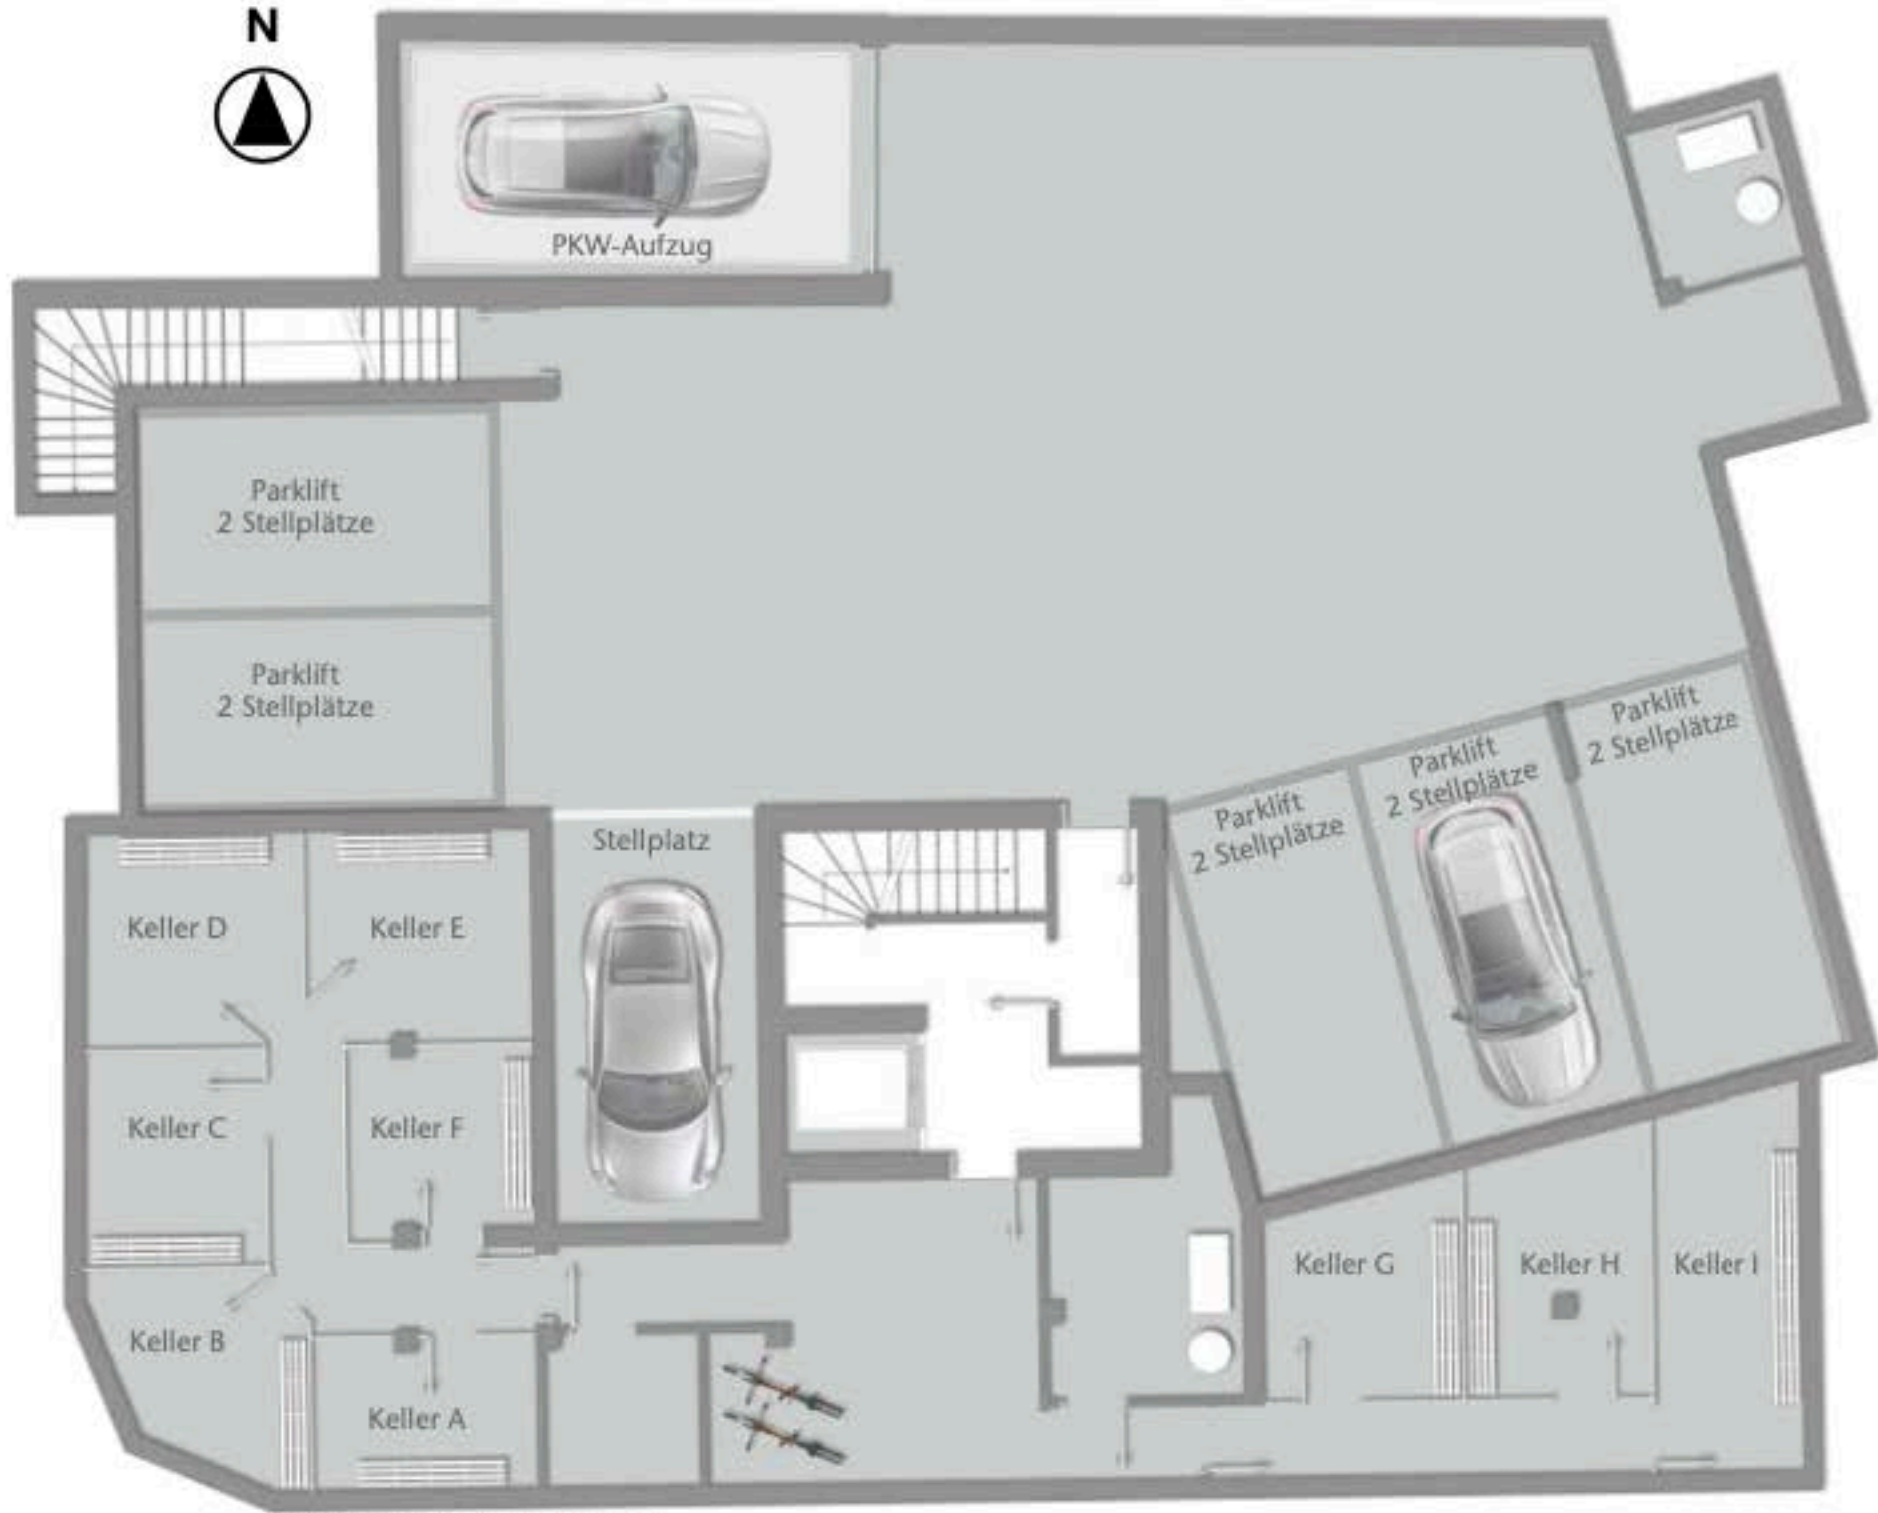 N
PKW-Aufzug
Parklift
2 Stellplätze
Parklift
2 Stellplätze
Parklift
2 Stellplätze
Parklift
2 Stellplätze
Parklift
2 Stellplätze
Stellplatz
Keller D
Keller E
Keller C
Keller F
Keller B
Keller A
Keller G
Keller H
Keller I